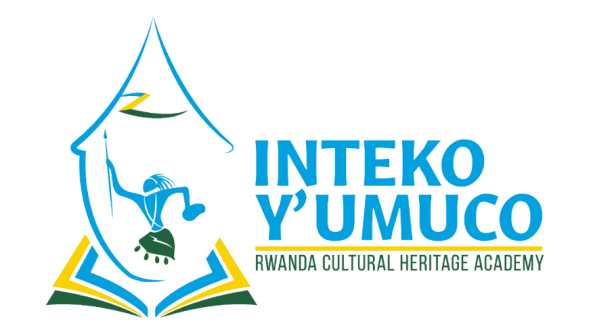 INTEKO
Y'UMUCO
RWANDA CULTURAL HERITAGE ACADEMY